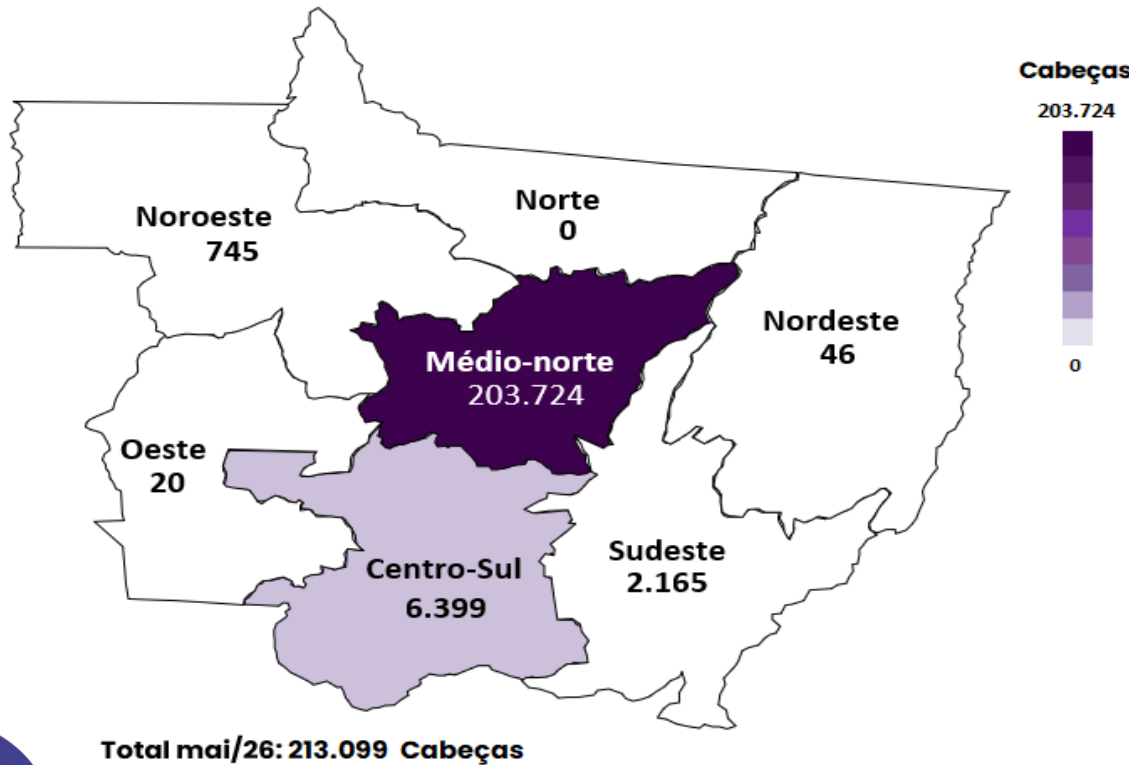 Cabeças
203.724
0
Norte
0
Noroeste
745
Nordeste
46
Médio-norte
203.724
Oeste
20
Sudeste
2.165
Centro-Sul
6.399
Total mai/26: 213.099 Cabeças